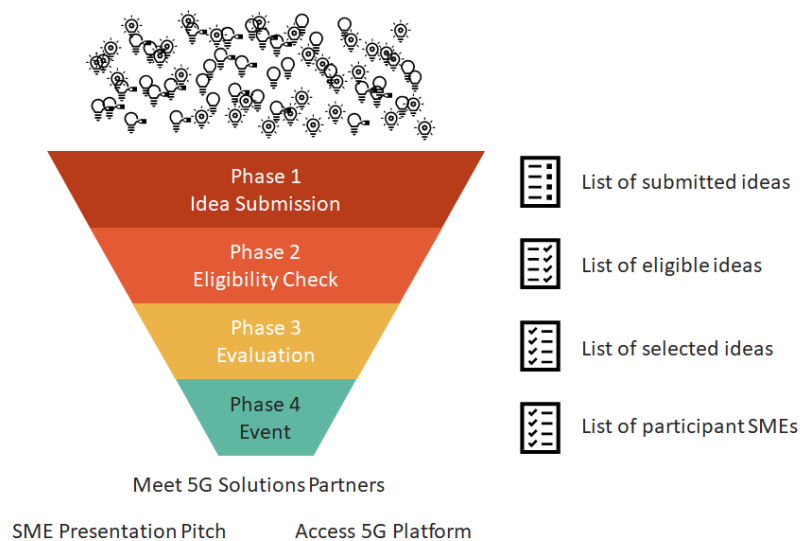 Phase 1
Idea Submission
List of submitted ideas
Phase 2
Eligibility Check
List of eligible ideas
Phase 3
Evaluation
List of selected ideas
Phase 4
Event
List of participant SMEs
Meet 5G Solutions Partners
SME Presentation Pitch
Access 5G Platform